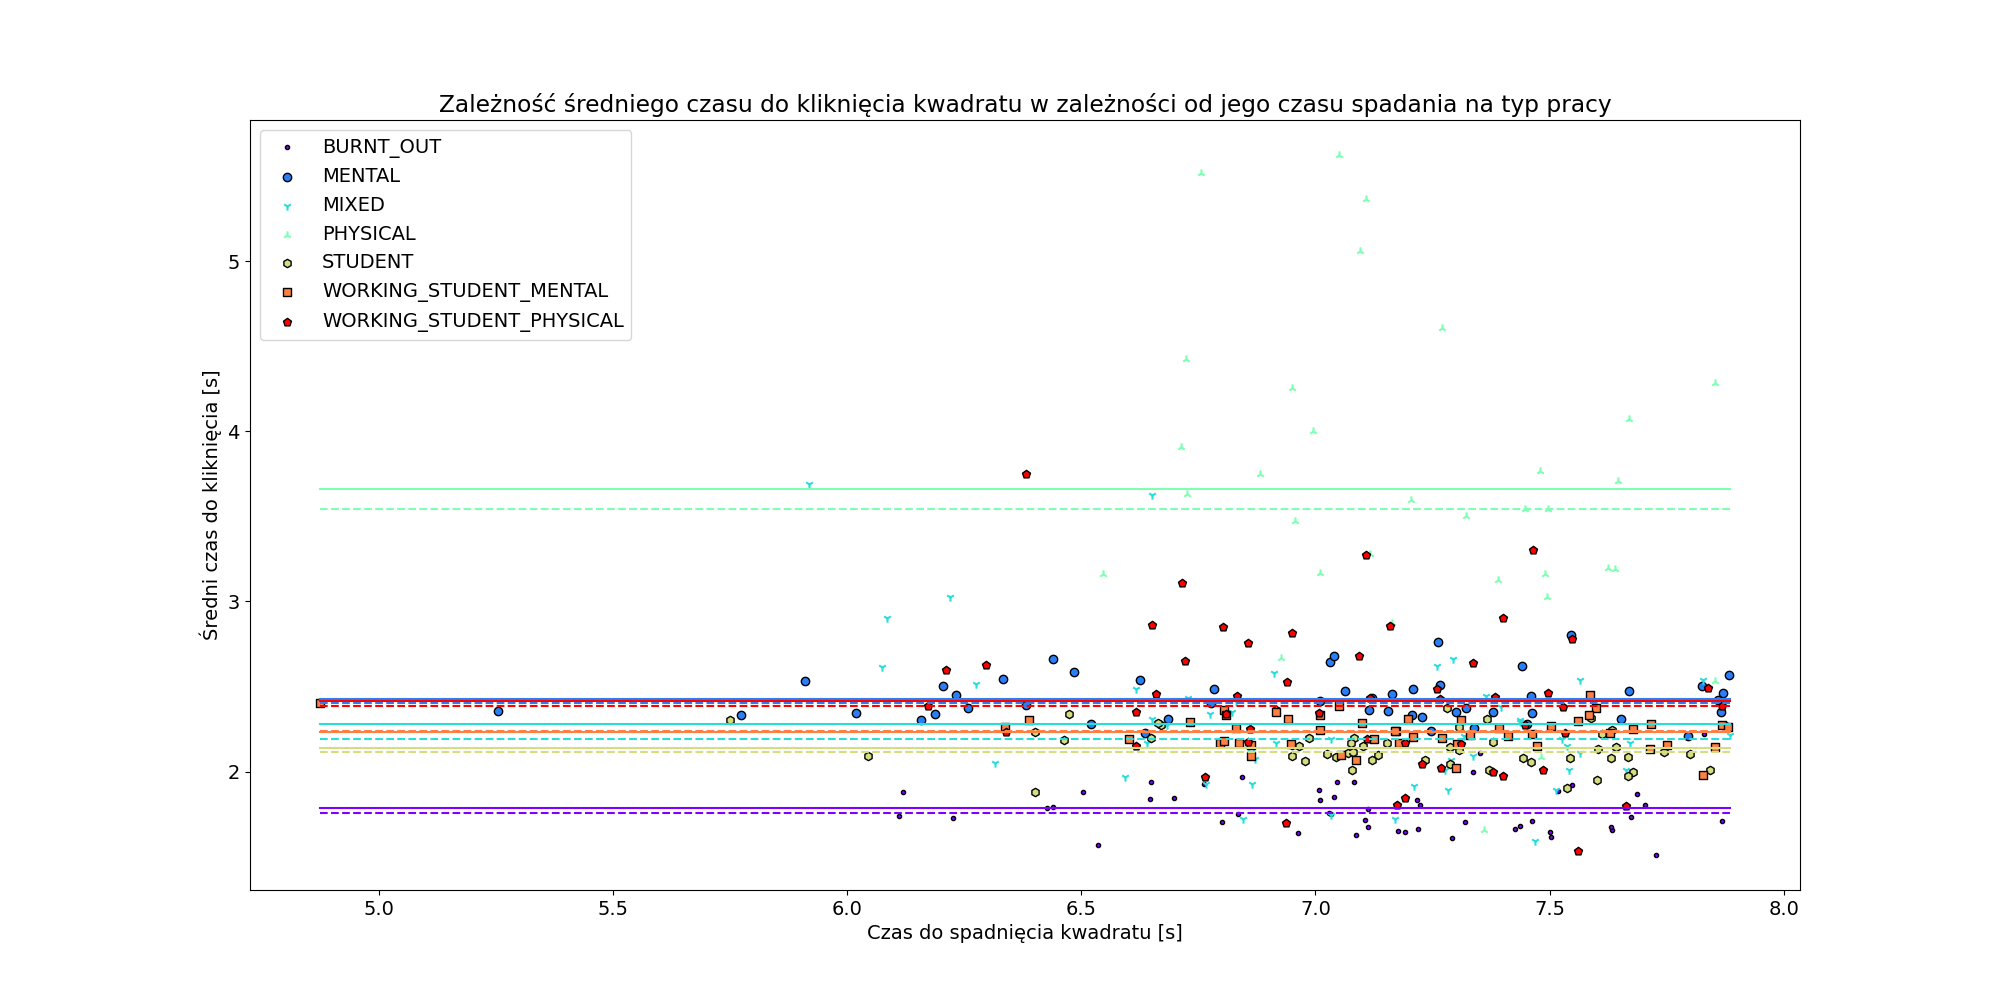 Zależność średniego czasu do kliknięcia kwadratu w zależności od jego czasu spadania na typ pracy
BURNT_OUT
MENTAL
MIXED
PHYSICAL
STUDENT
WORKING_STUDENT_MENTAL
WORKING_STUDENT_PHYSICAL
Średni czas do kliknięcia [s]
5
4
3
2
5.0 5.5 6.0 6.5 7.0 7.5 8.0
Czas do spadnięcia kwadratu [s]